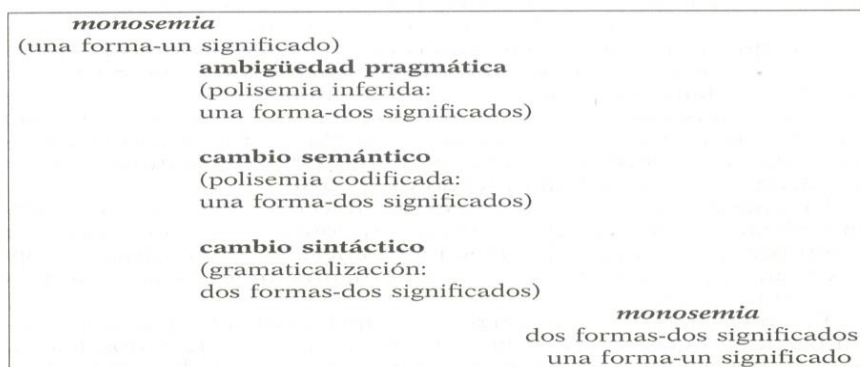 monosemia
(una forma-un significado)
ambigüedad pragmática
(polisemia inferida:
una forma-dos significados)
cambio semántico
(polisemia codificada:
una forma-dos significados)
cambio sintáctico
(gramaticalización:
dos formas-dos significados)
monosemia
dos formas-dos significados
una forma-un significado